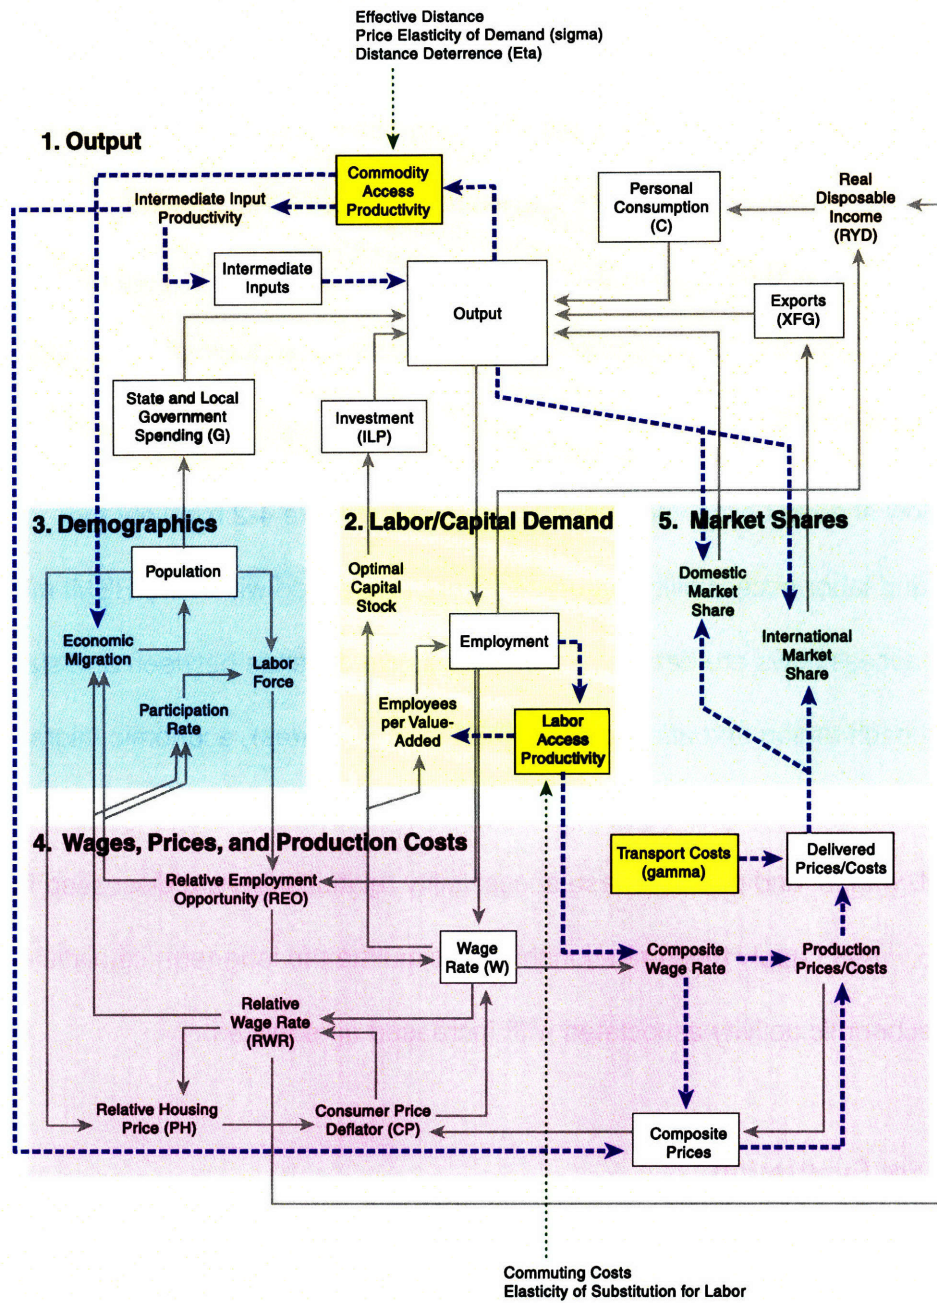 Effective Distance
Price Elasticity of Demand (sigma)
Distance Deterrence (Eta)
1. Output
Commodity
Access
Productivity
Intermediate Input
Productivity
Intermediate
Inputs
Output
Personal
Consumption
(C)
Real
Disposable
Income
(RYD)
Exports
(XFG)
State and Local
Government
Spending (G)
Investment
(ILP)
3. Demographics
Population
Economic
Migration
Labor
Force
Participation
Rate
2. Labor/Capital Demand
Optimal
Capital
Stock
Employment
Employees
per Value-
Added
Labor
Access
Productivity
5. Market Shares
Domestic
Market
Share
International
Market
Share
4. Wages, Prices, and Production Costs
Relative Employment
Opportunity (REO)
Transport Costs
(gamma)
Delivered
Prices/Costs
Wage
Rate (W)
Composite
Wage Rate
Production
Prices/Costs
Relative
Wage Rate
(RWR)
Relative Housing
Price (PH)
Consumer Price
Deflator (CP)
Composite
Prices
Commuting Costs
Elasticity of Substitution for Labor